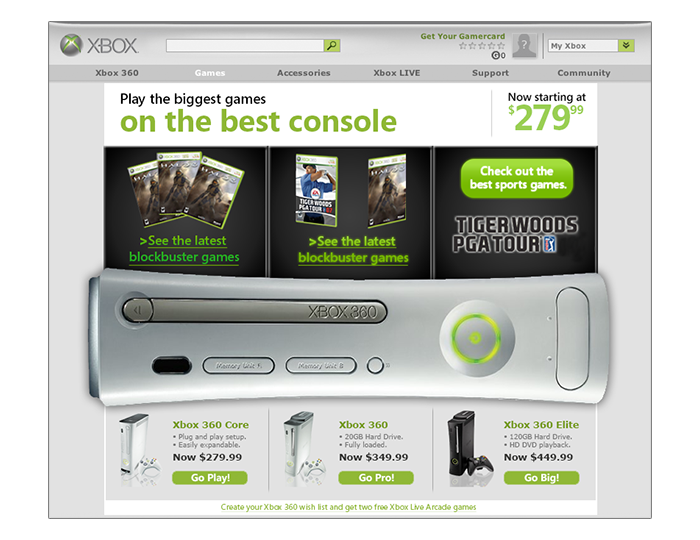 XBOX
Get Your Gamercard
G0
?
My Xbox
Xbox 360 Games Accessories Xbox LIVE Support Community
Play the biggest games
on the best console
Now starting at
$279.99
TIGER WOODS
PGA TOUR
>See the latest
blockbuster games
>See the latest
blockbuster games
Check out the
best sports games.
TIGER WOODS
PGA TOUR
XBOX 360
Memory Unit A
Memory Unit B
Xbox 360 Core
• Plug and play setup.
• Easily expandable.
Now $279.99
Go Play!
Xbox 360
• 20GB Hard Drive.
• Fully loaded.
Now $349.99
Go Pro!
Xbox 360 Elite
• 120GB Hard Drive.
• HD DVD playback.
Now $449.99
Go Big!
Create your Xbox 360 wish list and get two free Xbox Live Arcade games